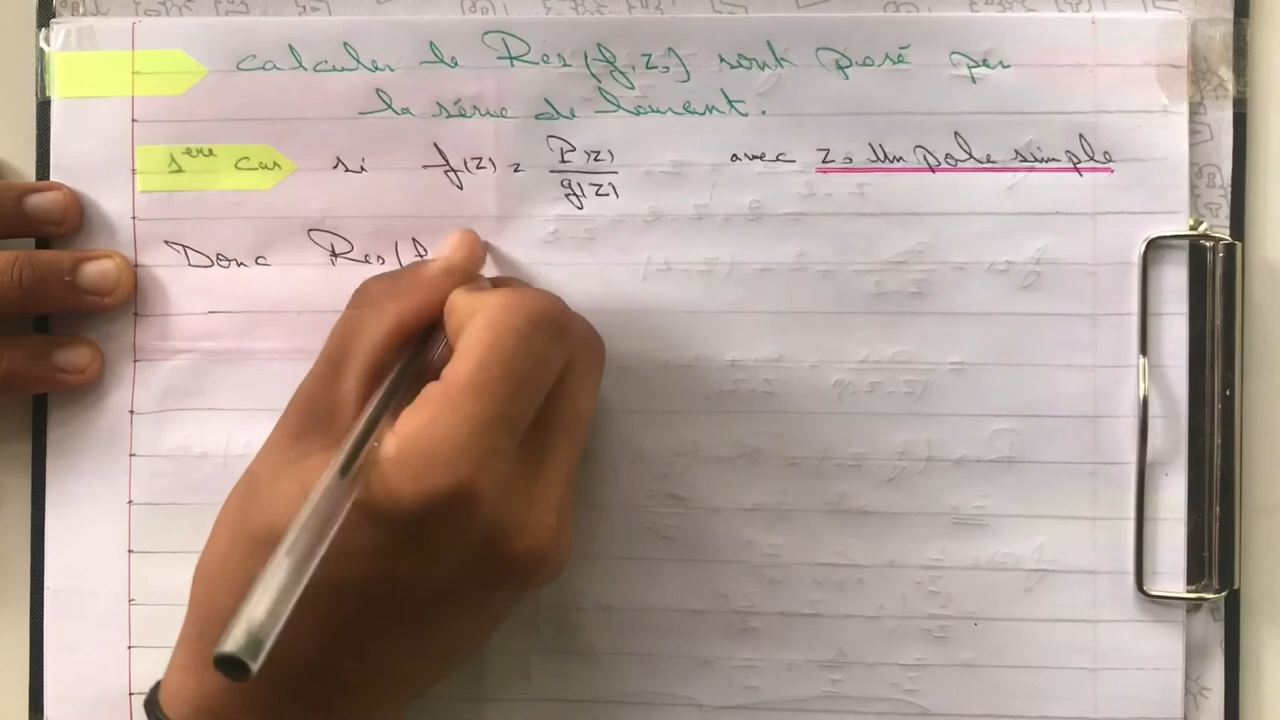 calculer le Res(f, z₀) sont posé par
la série de lourant.
1ère cas si f(z) = P(z)/g(z) avec z₀ un pole simple
Donc Res(f